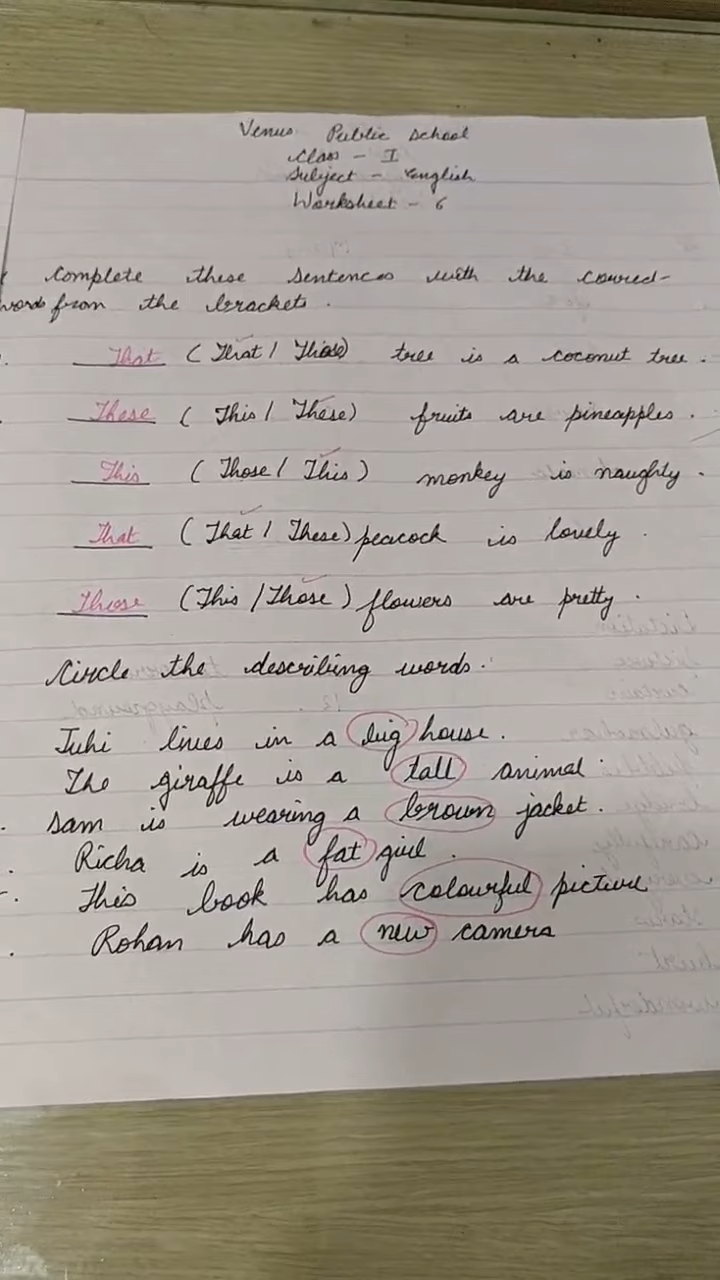 Venus Public School
Class - I
Subject - English
Worksheet - 6
Complete these sentences with the coured-
word from the brackets.
That (That / Those) tree is a coconut tree.
These (This / These) fruits are pineapples.
This (Those / This) monkey is naughty.
That (That / These) peacock is lovely.
Those (This / Those) flowers are pretty.
Circle the describing words.
Juhi lives in a big house.
The giraffe is a tall animal.
Sam is wearing a brown jacket.
Richa is a fat girl.
This book has colourful picture
Rohan has a new camera